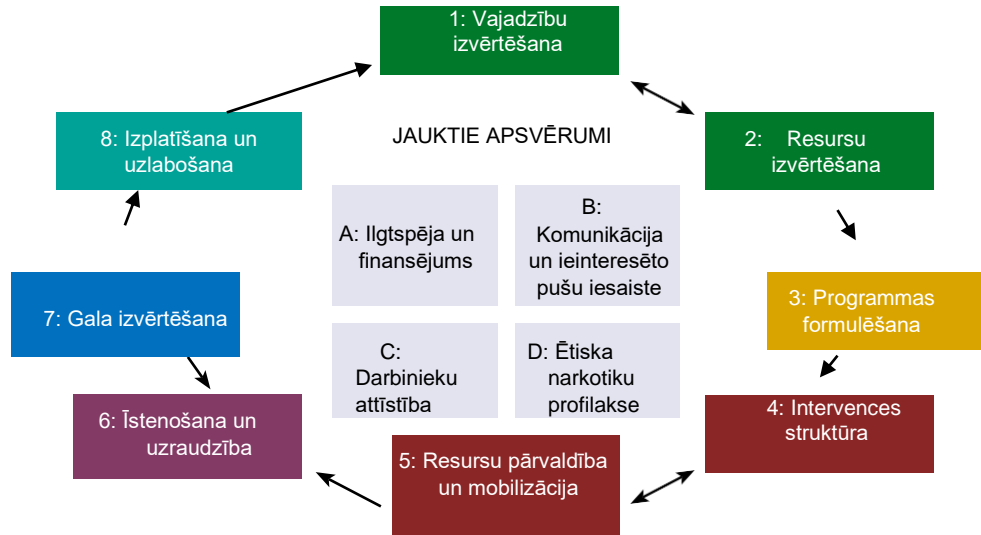 1: Vajadzību
izvērtēšana
8: Izplatīšana un
uzlabošana
JAUKTIE APSVĒRUMI
2: Resursu
izvērtēšana
A: Ilgtspēja un
finansējums
B:
Komunikācija
un ieinteresēto
pušu iesaiste
7: Gala izvērtēšana
3: Programmas
formulēšana
C:
Darbinieku
attīstība
D: Ētiska
narkotiku
profilakse
6: Īstenošana un
uzraudzība
4: Intervences
struktūra
5: Resursu pārvaldība
un mobilizācija